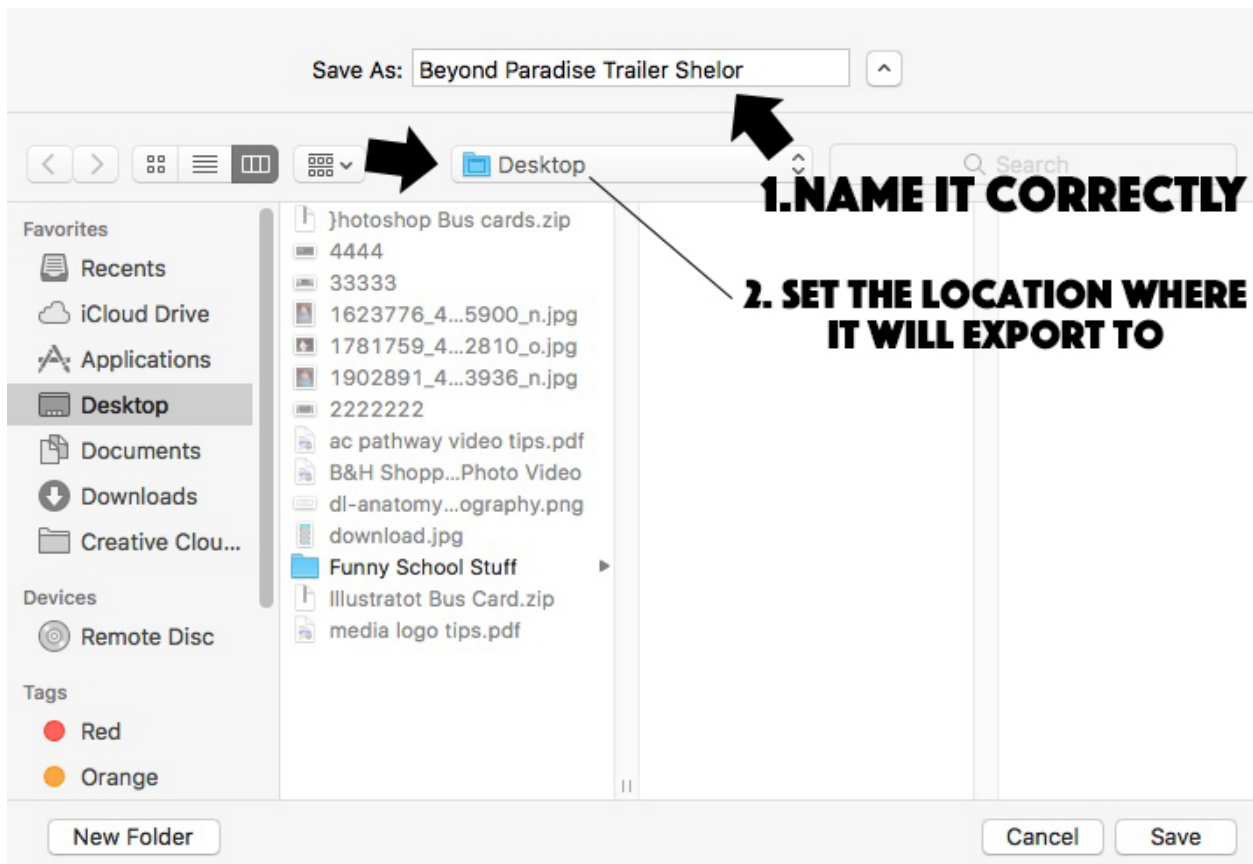 Save As: Beyond Paradise Trailer Shelor
Desktop
Search
1.NAME IT CORRECTLY
2. SET THE LOCATION WHERE
IT WILL EXPORT TO
Favorites
Recents
iCloud Drive
Applications
Desktop
Documents
Downloads
Creative Clou...
Devices
Remote Disc
Tags
Red
Orange
}hotoshop Bus cards.zip
4444
33333
1623776_4...5900_n.jpg
1781759_4...2810_o.jpg
1902891_4...3936_n.jpg
2222222
ac pathway video tips.pdf
B&H Shopp...Photo Video
dl-anatomy...ography.png
download.jpg
Funny School Stuff
Illustratot Bus Card.zip
media logo tips.pdf
New Folder
Cancel
Save